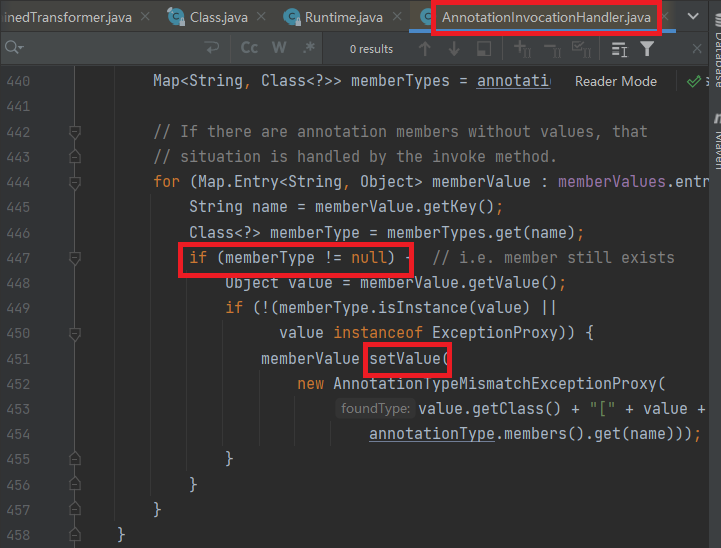 inedTransformer.java Class.java Runtime.java AnnotationInvocationHandler.java
Cc W .* 0 results
440 Map<String, Class<?>> memberTypes = annotati Reader Mode
441
442 // If there are annotation members without values, that
443 // situation is handled by the invoke method.
444 for (Map.Entry<String, Object> memberValue : memberValues.entr
445 String name = memberValue.getKey();
446 Class<?> memberType = memberTypes.get(name);
447 if (memberType != null) { // i.e. member still exists
448 Object value = memberValue.getValue();
449 if (!(memberType.isInstance(value) ||
450 value instanceof ExceptionProxy)) {
451 memberValue.setValue(
452 new AnnotationTypeMismatchExceptionProxy(
453 foundType: value.getClass() + "[" + value +
454 annotationType.members().get(name)));
455 }
456 }
457 }
458 }
Database
Maven